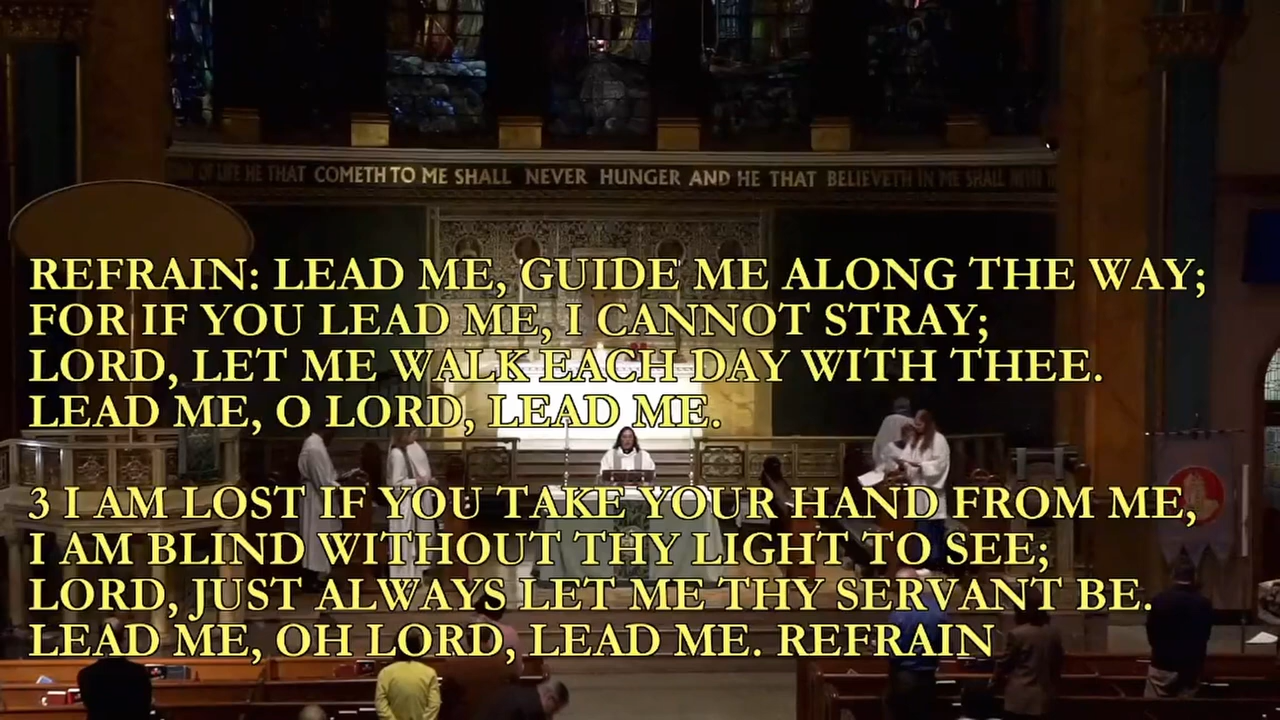 OF LIFE HE THAT COMETH TO ME SHALL NEVER HUNGER AND HE THAT BELIEVETH IN ME SHALL
REFRAIN: LEAD ME, GUIDE ME ALONG THE WAY;
FOR IF YOU LEAD ME, I CANNOT STRAY;
LORD, LET ME WALK EACH DAY WITH THEE.
LEAD ME, O LORD, LEAD ME.
3 I AM LOST IF YOU TAKE YOUR HAND FROM ME,
I AM BLIND WITHOUT THY LIGHT TO SEE;
LORD, JUST ALWAYS LET ME THY SERVANT BE.
LEAD ME, OH LORD, LEAD ME. REFRAIN